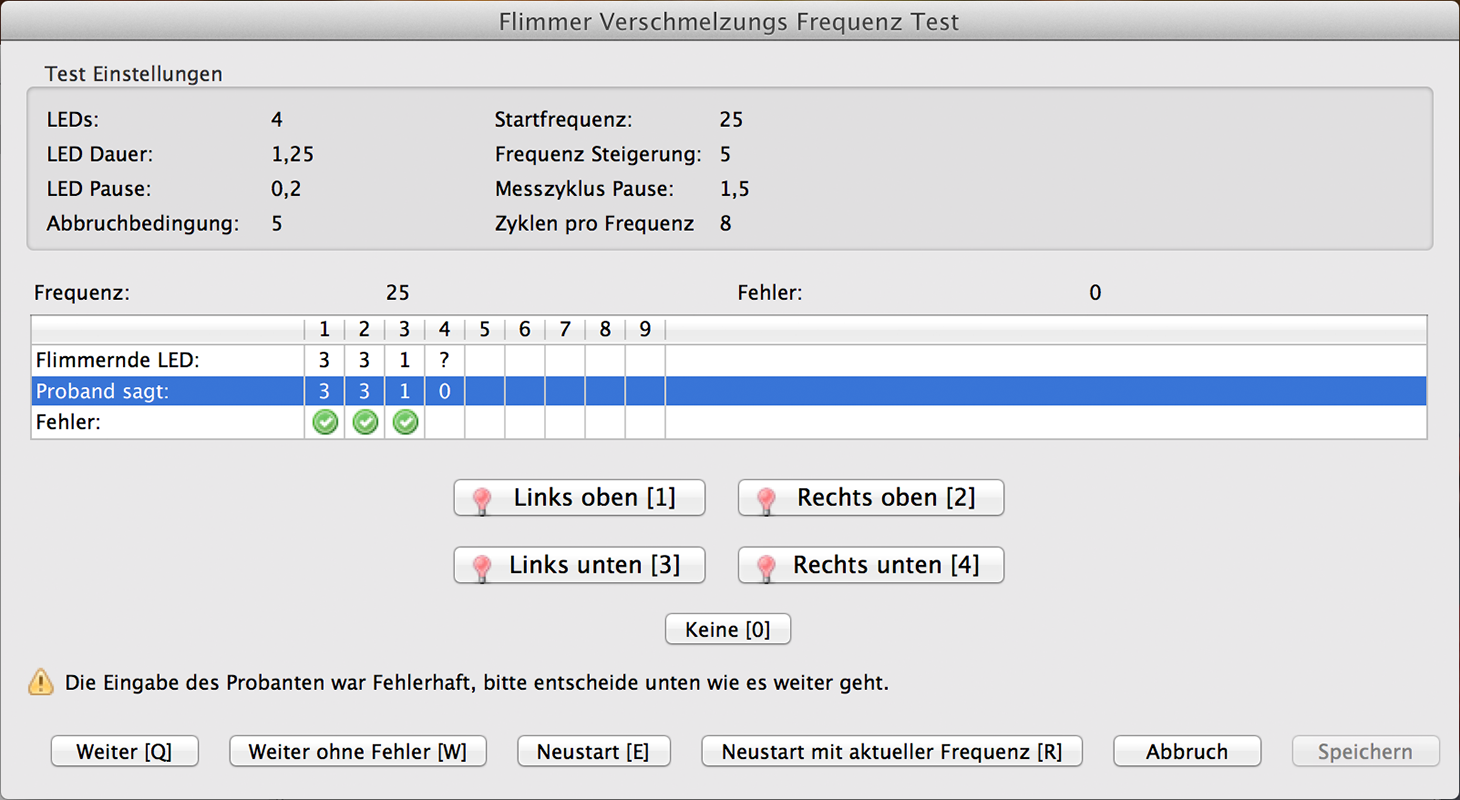 Flimmer Verschmelzungs Frequenz Test
Test Einstellungen
LEDs: 4 Startfrequenz: 25
LED Dauer: 1,25 Frequenz Steigerung: 5
LED Pause: 0,2 Messzyklus Pause: 1,5
Abbruchbedingung: 5 Zyklen pro Frequenz 8
Frequenz: 25 Fehler: 0
1 2 3 4 5 6 7 8 9
Flimmernde LED: 3 3 1 ?
Proband sagt: 3 3 1 0
Fehler:
Links oben [1] Rechts oben [2]
Links unten [3] Rechts unten [4]
Keine [0]
Die Eingabe des Probanten war Fehlerhaft, bitte entscheide unten wie es weiter geht.
Weiter [Q] Weiter ohne Fehler [W] Neustart [E] Neustart mit aktueller Frequenz [R] Abbruch Speichern